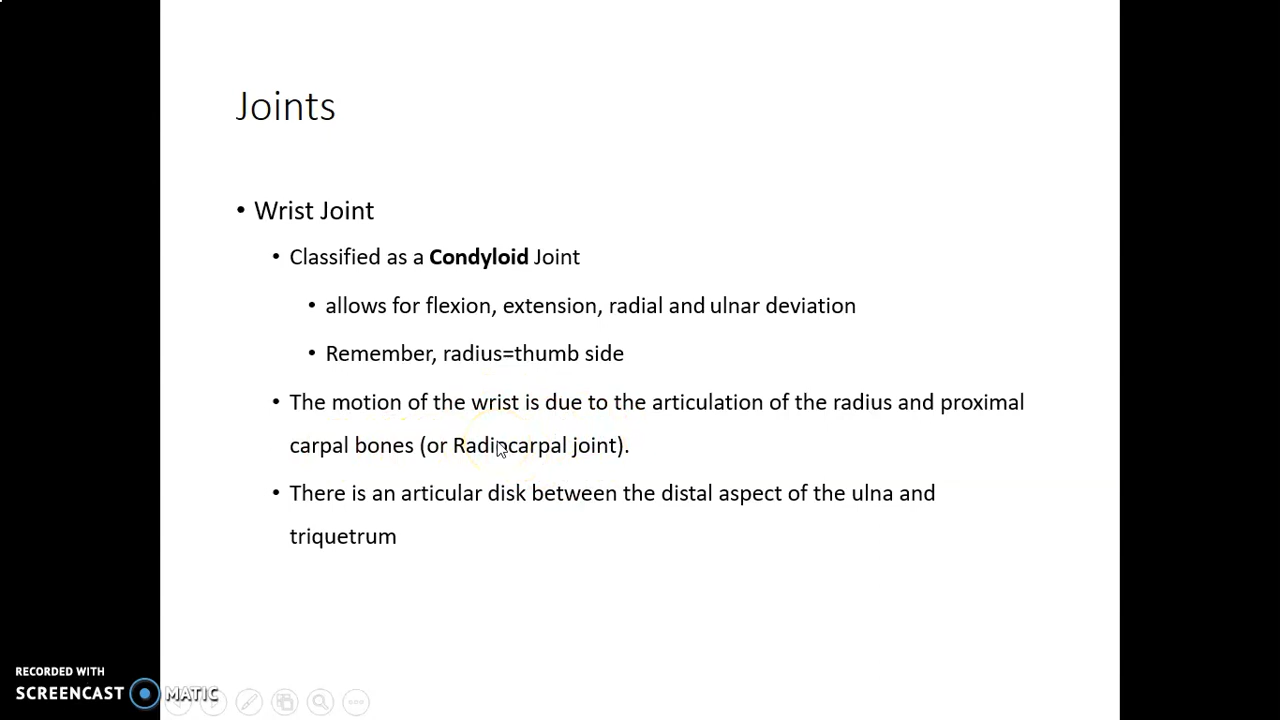 Joints
• Wrist Joint
• Classified as a Condyloid Joint
• allows for flexion, extension, radial and ulnar deviation
• Remember, radius=thumb side
• The motion of the wrist is due to the articulation of the radius and proximal
carpal bones (or Radiocarpal joint).
• There is an articular disk between the distal aspect of the ulna and
triquetrum
RECORDED WITH
SCREENCAST MATIC